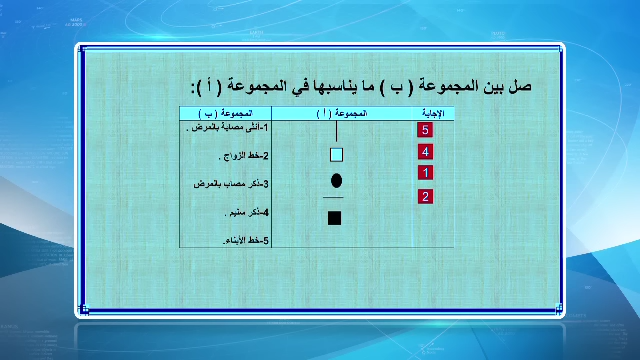 صل بين المجموعة ( ب ) ما يناسبها في المجموعة ( أ ):
الإجابة المجموعة ( أ ) المجموعة ( ب )
5 1-أنثى مصابة بالمرض .
4 2-خط الزواج .
1 3-ذكر مصاب بالمرض
2 4-ذكر سليم .
5-خط الأبناء.